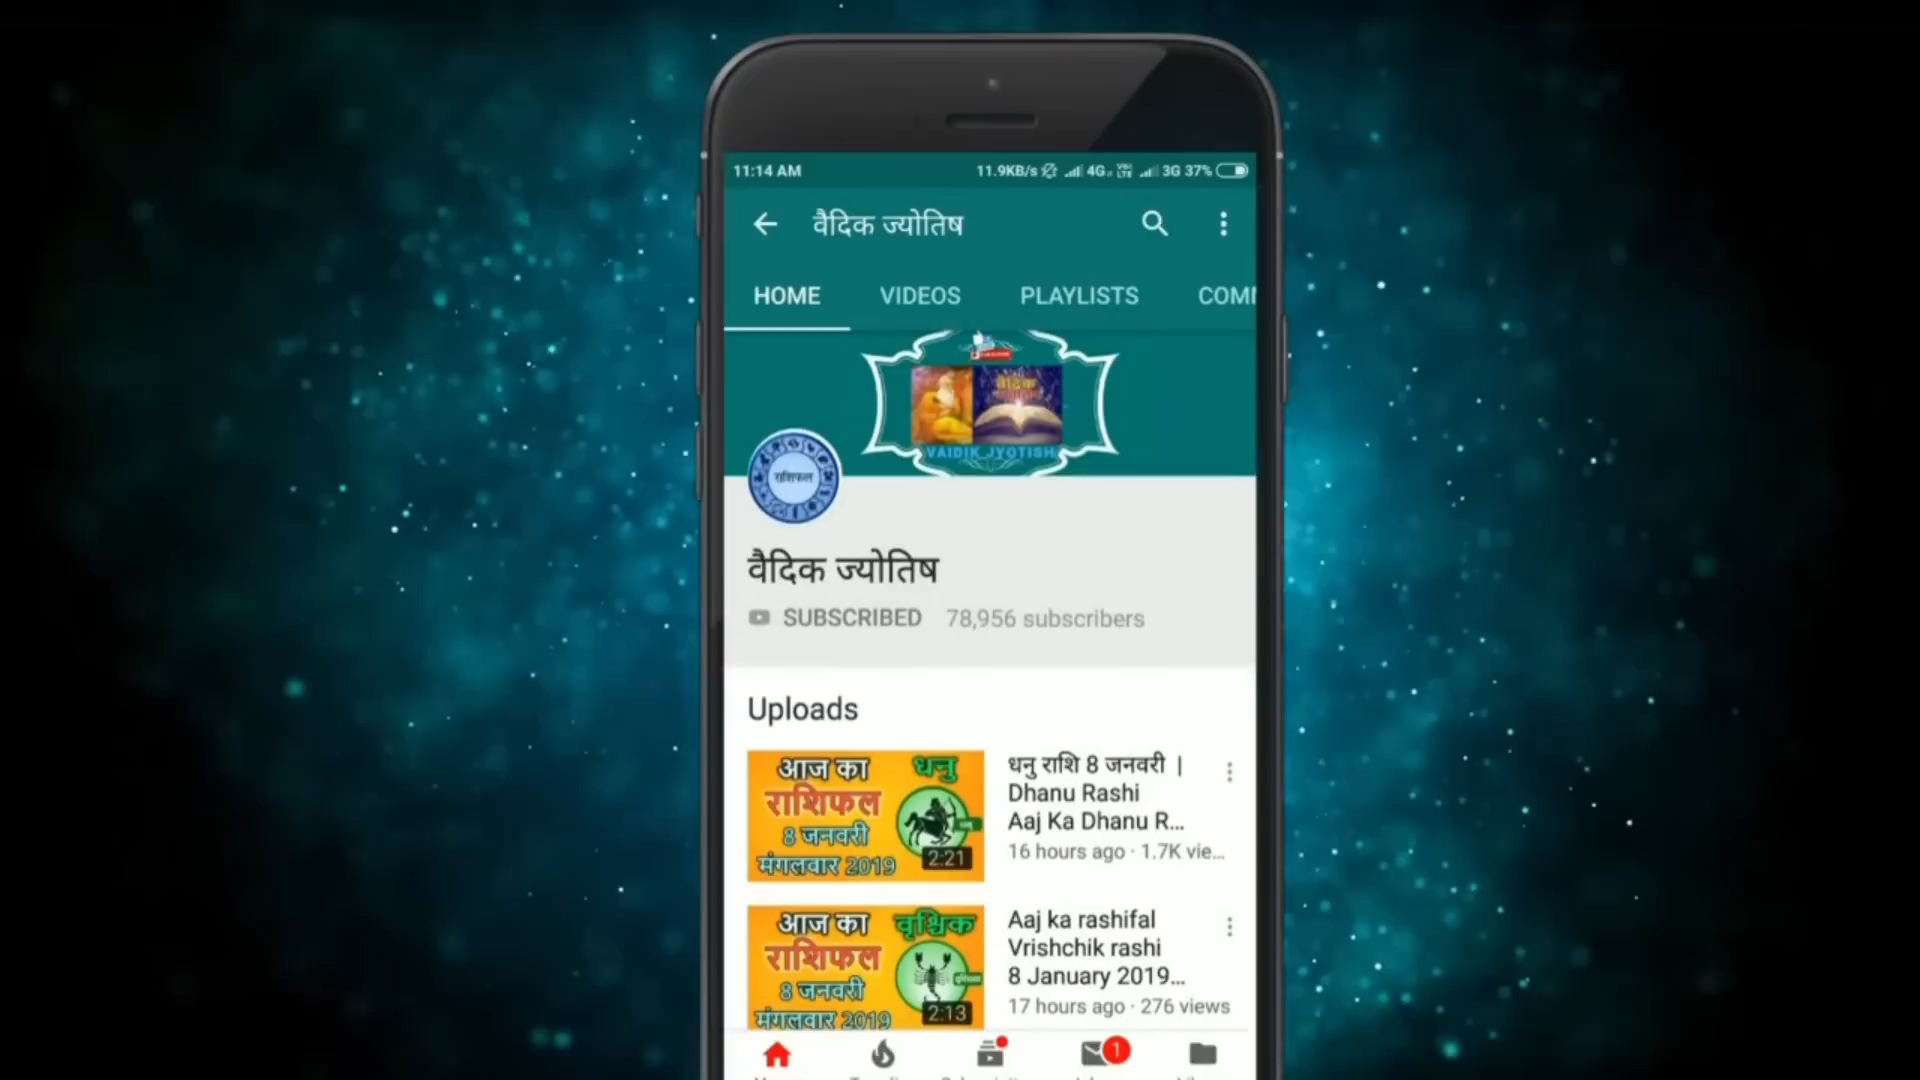 11:14 AM 11.9KB/s 4G VoLTE 3G 37%
वैदिक ज्योतिष
HOME VIDEOS PLAYLISTS COMM
वैदिक
VAIDIK JYOTISH
राशिफल
वैदिक ज्योतिष
SUBSCRIBED 78,956 subscribers
Uploads
आज का धनु
राशिफल
8 जनवरी
मंगलवार 2019
2:21
धनु राशि 8 जनवरी |
Dhanu Rashi
Aaj Ka Dhanu R...
16 hours ago · 1.7K vie...
आज का वृश्चिक
राशिफल
8 जनवरी
मंगलवार 2019
2:13
Aaj ka rashifal
Vrishchik rashi
8 January 2019...
17 hours ago · 276 views
1